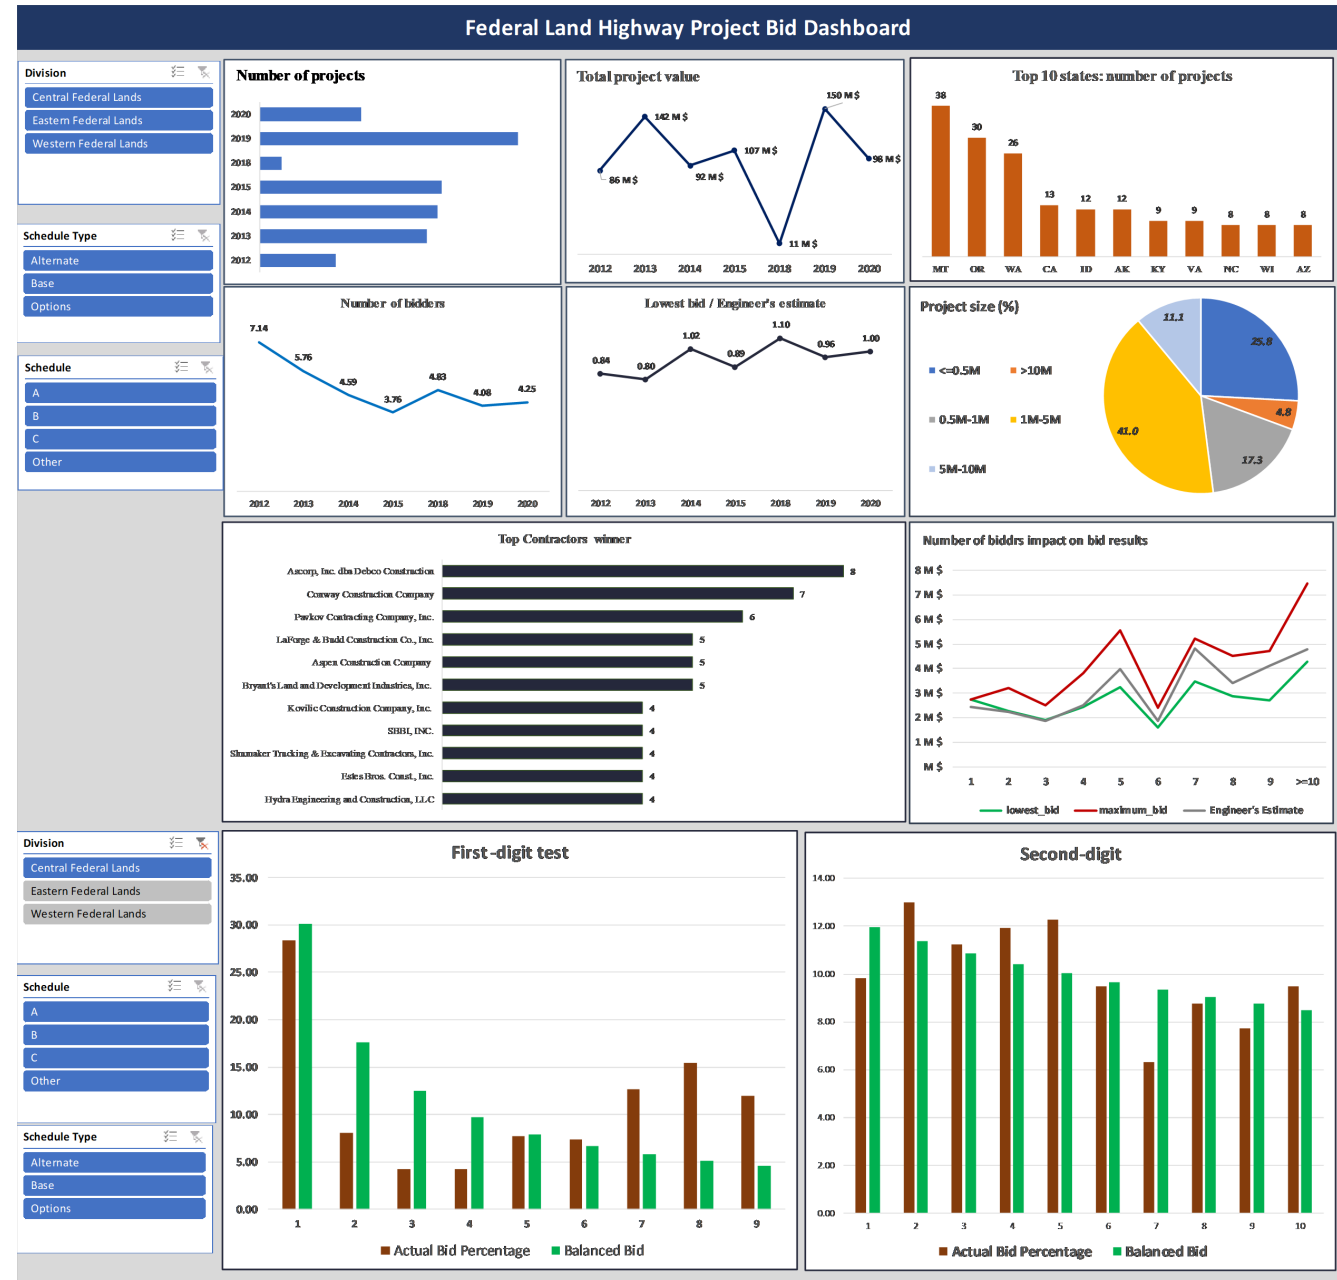 Federal Land Highway Project Bid Dashboard
Division
Central Federal Lands
Eastern Federal Lands
Western Federal Lands
Schedule Type
Alternate
Base
Options
Schedule
A
B
C
Other
Number of projects
2020
2019
2018
2015
2014
2013
2012
Total project value
86 M $
142 M $
92 M $
107 M $
11 M $
150 M $
98 M $
2012 2013 2014 2015 2018 2019 2020
Top 10 states: number of projects
38 30 26 13 12 12 9 9 8 8 8
MT OR WA CA ID AK KY VA NC WI AZ
Number of bidders
7.14 5.76 4.59 3.76 4.83 4.08 4.25
2012 2013 2014 2015 2018 2019 2020
Lowest bid / Engineer's estimate
0.84 0.80 1.02 0.89 1.10 0.96 1.00
2012 2013 2014 2015 2018 2019 2020
Project size (%)
<=0.5M >10M
0.5M-1M 1M-5M
5M-10M
25.8
4.8
17.3
41.0
11.1
Top Contractors winner
Ascorp, Inc. dba Debco Construction 8
Conway Construction Company 7
Pavkov Contracting Company, Inc. 6
LaForge & Budd Construction Co., Inc. 5
Aspen Construction Company 5
Bryant's Land and Development Industries, Inc. 5
Kovilic Construction Company, Inc. 4
SBBI, INC. 4
Shumaker Trucking & Excavating Contractors, Inc. 4
Estes Bros. Const., Inc. 4
Hydra Engineering and Construction, LLC 4
Number of biddrs impact on bid results
8 M $
7 M $
6 M $
5 M $
4 M $
3 M $
2 M $
1 M $
M $
1 2 3 4 5 6 7 8 9 >=10
lowest_bid maximum_bid Engineer's Estimate
Division
Central Federal Lands
Eastern Federal Lands
Western Federal Lands
Schedule
A
B
C
Other
Schedule Type
Alternate
Base
Options
First-digit test
35.00
30.00
25.00
20.00
15.00
10.00
5.00
0.00
1 2 3 4 5 6 7 8 9
Actual Bid Percentage Balanced Bid
Second-digit
14.00
12.00
10.00
8.00
6.00
4.00
2.00
0.00
1 2 3 4 5 6 7 8 9 10
Actual Bid Percentage Balanced Bid